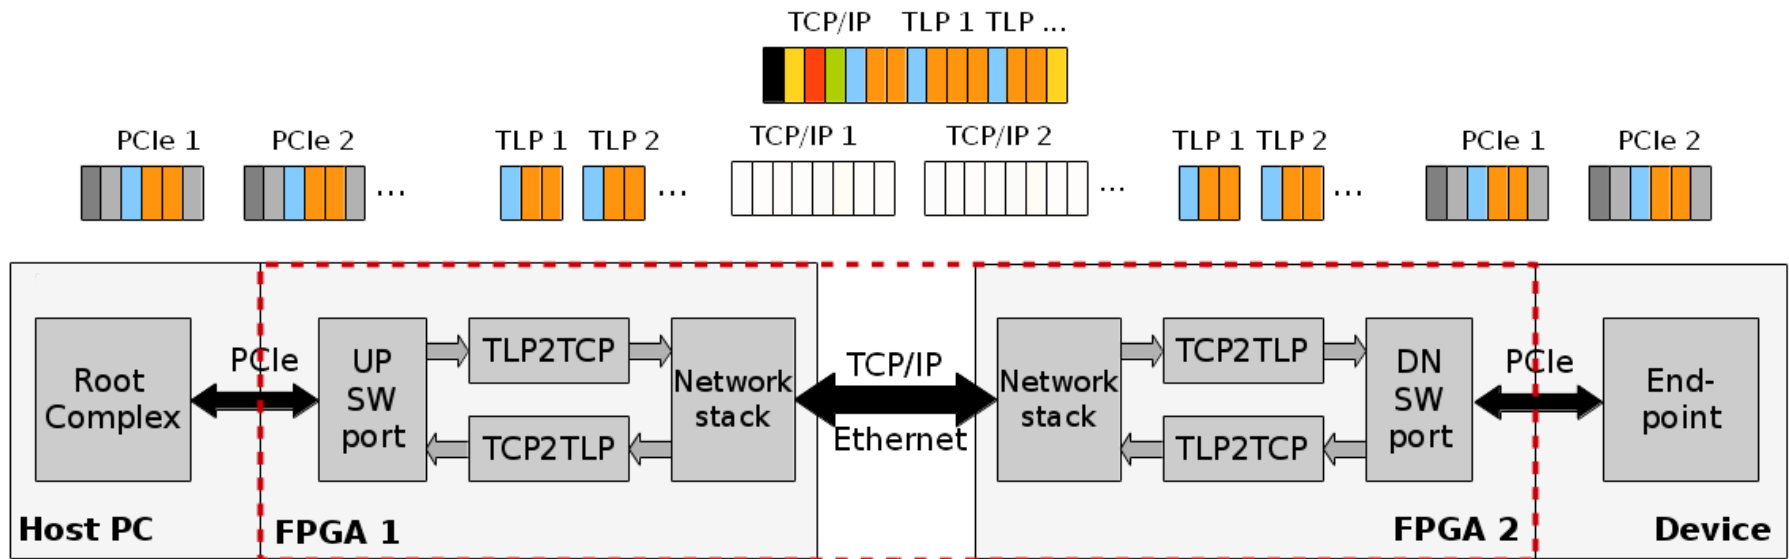 TCP/IP TLP 1 TLP ...
PCIe 1 PCIe 2 TLP 1 TLP 2 TCP/IP 1 TCP/IP 2 TLP 1 TLP 2 PCIe 1 PCIe 2
... ... ... ...
Root
Complex
PCIe
UP
SW
port
TLP2TCP
TCP2TLP
Network
stack
TCP/IP
Ethernet
Network
stack
TCP2TLP
TLP2TCP
DN
SW
port
PCIe
End-
point
Host PC
FPGA 1
FPGA 2
Device